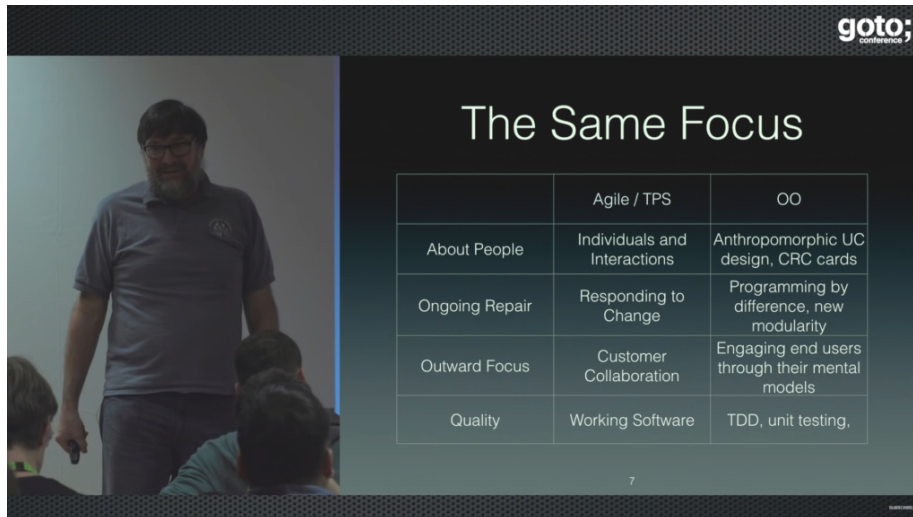 goto;
conference
The Same Focus
Agile / TPS
OO
About People
Individuals and
Interactions
Anthropomorphic UC
design, CRC cards
Ongoing Repair
Responding to
Change
Programming by
difference, new
modularity
Outward Focus
Customer
Collaboration
Engaging end users
through their mental
models
Quality
Working Software
TDD, unit testing,
7